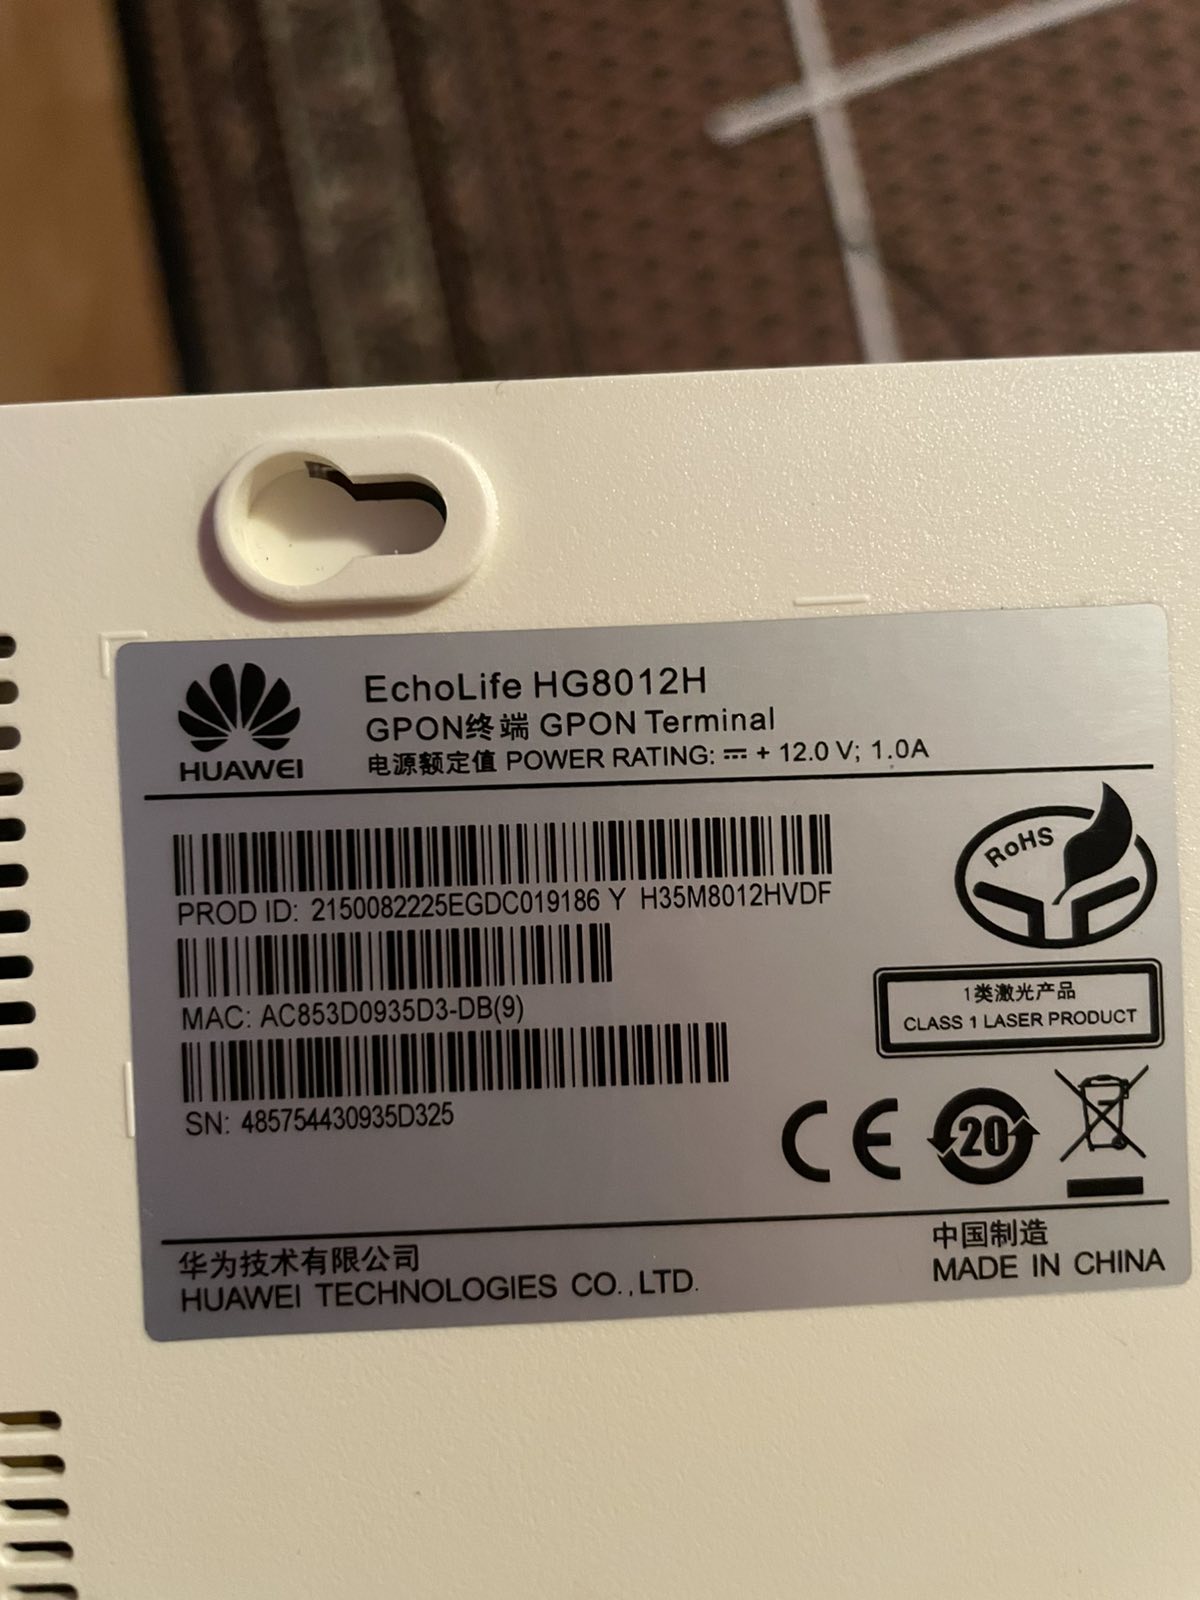 HUAWEI
EchoLife HG8012H
GPON终端 GPON Terminal
电源额定值 POWER RATING: ⎓ + 12.0 V; 1.0A
PROD ID: 2150082225EGDC019186 Y H35M8012HVDF
RoHS
MAC: AC853D0935D3-DB(9)
1类激光产品
CLASS 1 LASER PRODUCT
SN: 485754430935D325
CE
20
华为技术有限公司
HUAWEI TECHNOLOGIES CO.,LTD.
中国制造
MADE IN CHINA